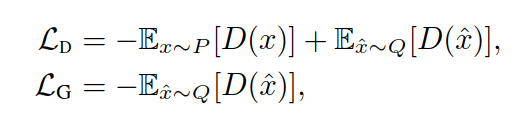 ℒ_D = −𝔼_{x∼P}[D(x)] + 𝔼_{x̂∼Q}[D(x̂)],
ℒ_G = −𝔼_{x̂∼Q}[D(x̂)],